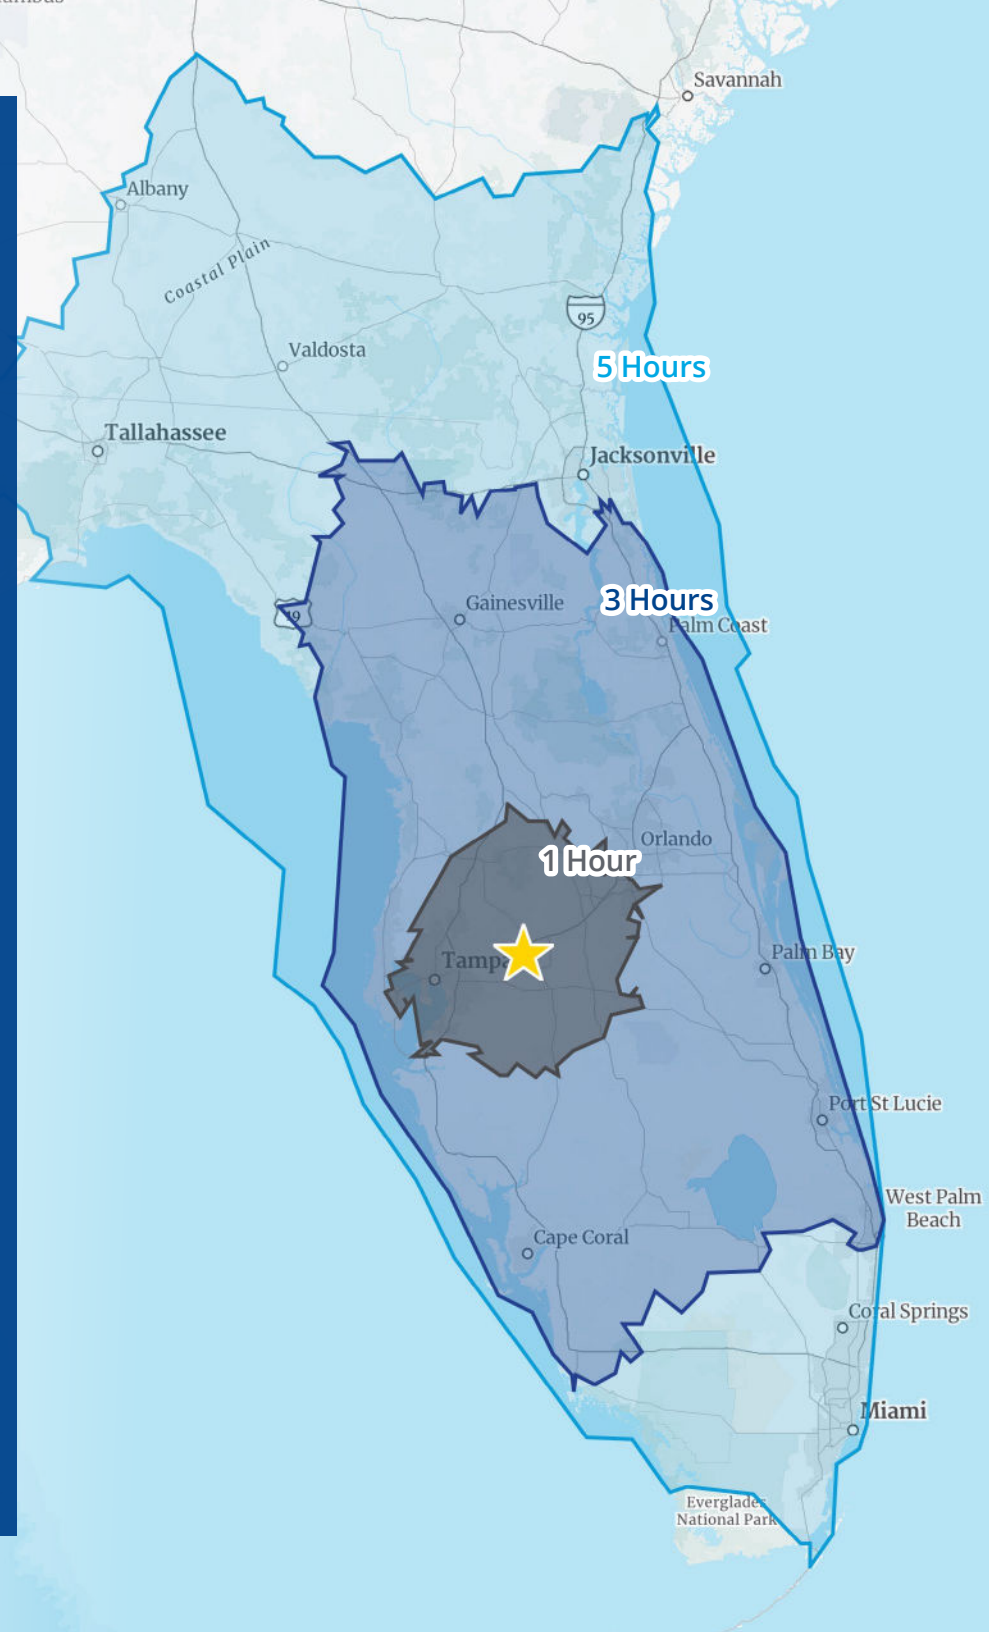 Savannah
Albany
Coastal Plain
95
Valdosta
5 Hours
Tallahassee
Jacksonville
Gainesville
3 Hours
19
Palm Coast
Orlando
1 Hour
Tampa
Palm Bay
Port St Lucie
West Palm
Beach
Cape Coral
Coral Springs
Miami
Everglades
National Park